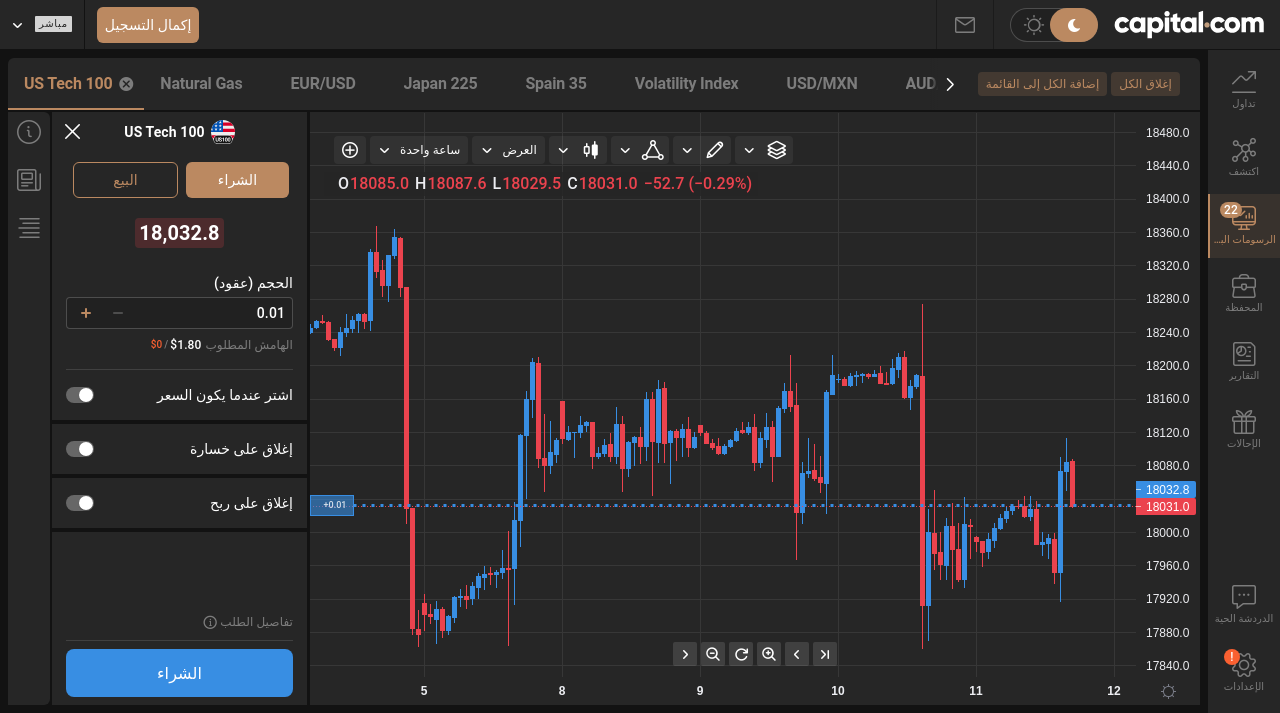 capital.com
إكمال التسجيل
مباشر
US Tech 100
Natural Gas
EUR/USD
Japan 225
Spain 35
Volatility Index
USD/MXN
AUD
إضافة الكل إلى القائمة
إغلاق الكل
تداول
اكتشف
22
الرسومات الب...
المحفظة
التقارير
الإحالات
الدردشة الحية
!
الإعدادات
US Tech 100
US100
الشراء
البيع
18,032.8
الحجم (عقود)
0.01
الهامش المطلوب $1.80 / $0
اشتر عندما يكون السعر
إغلاق على خسارة
إغلاق على ربح
تفاصيل الطلب
الشراء
ساعة واحدة
العرض
O18085.0 H18087.6 L18029.5 C18031.0 −52.7 (−0.29%)
+0.01
18480.0
18440.0
18400.0
18360.0
18320.0
18280.0
18240.0
18200.0
18160.0
18120.0
18080.0
18032.8
18031.0
18000.0
17960.0
17920.0
17880.0
17840.0
5
8
9
10
11
12